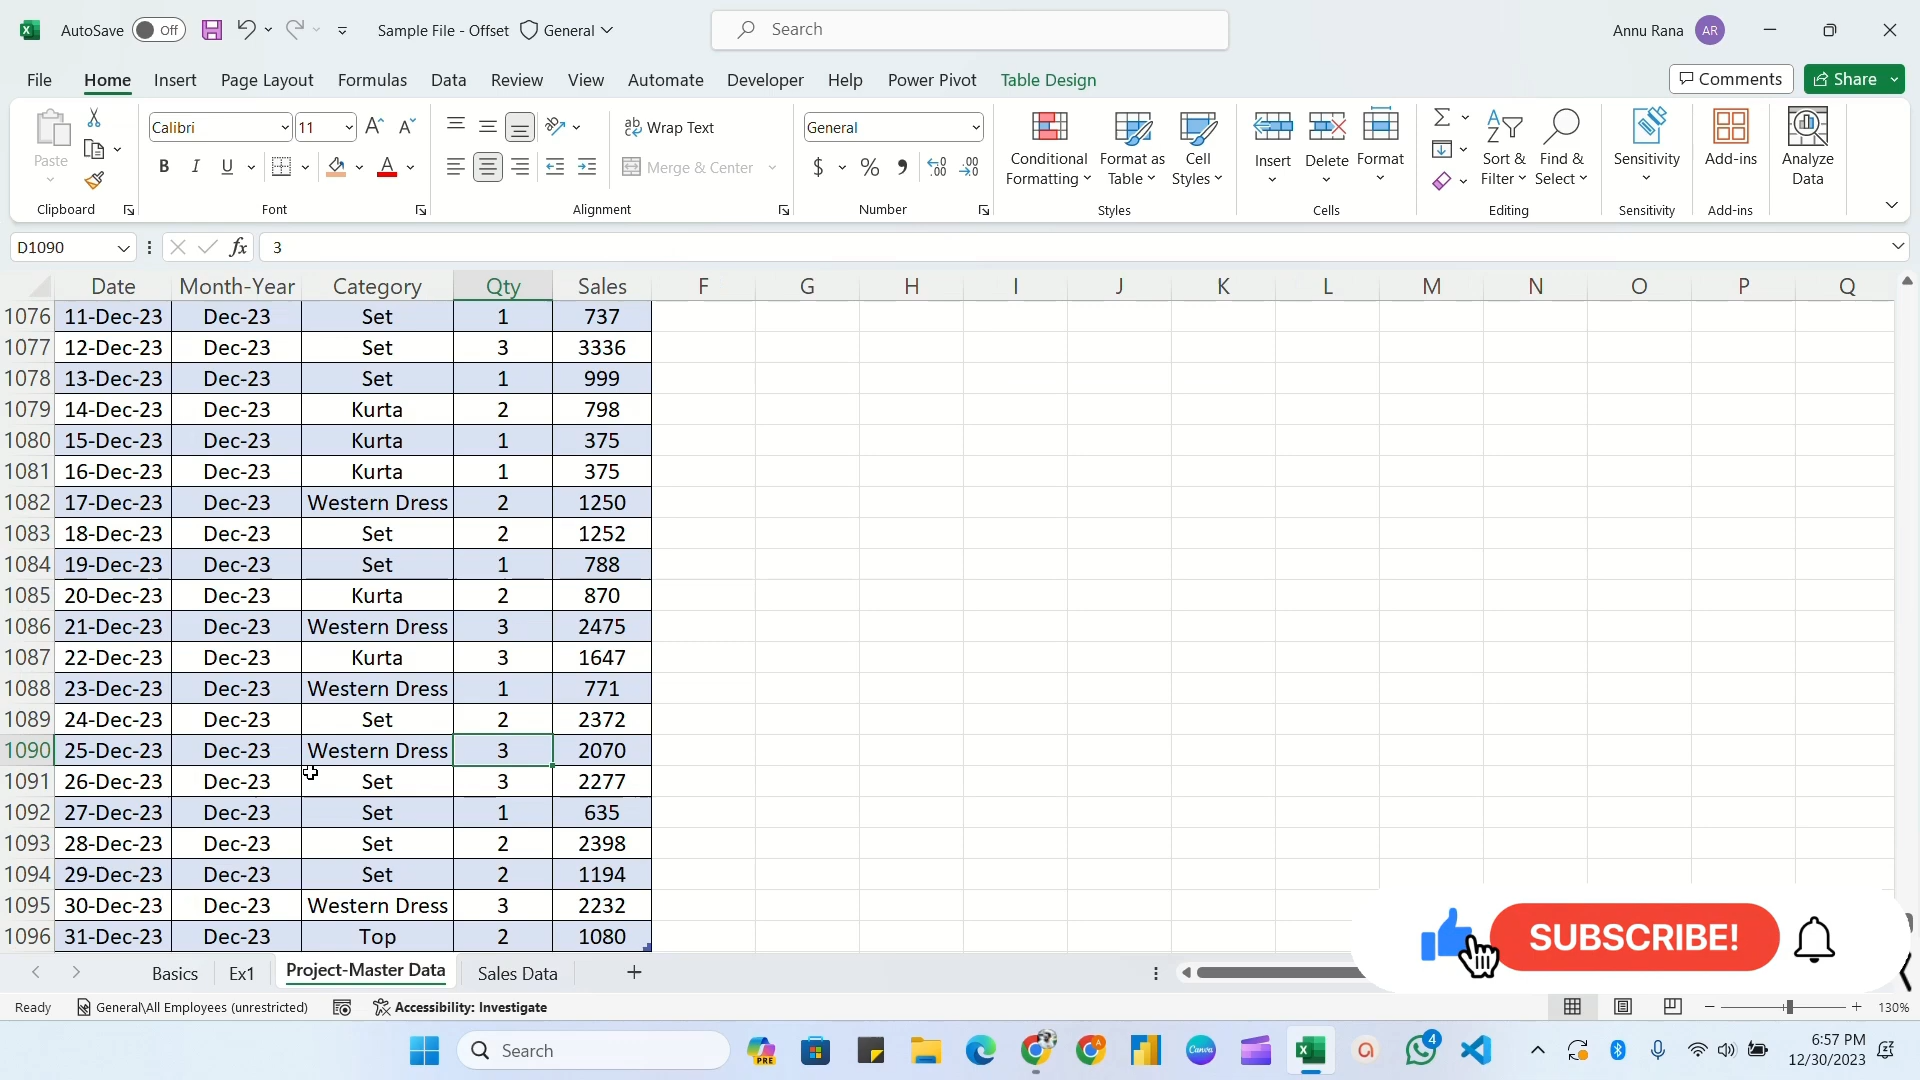 AutoSave Off Sample File - Offset General Search Annu Rana AR
File Home Insert Page Layout Formulas Data Review View Automate Developer Help Power Pivot Table Design Comments Share
Paste Calibri 11 Wrap Text General Conditional Formatting Format as Table Cell Styles Insert Delete Format Sort & Filter Find & Select Sensitivity Add-ins Analyze Data
B I U Merge & Center $ %
Clipboard Font Alignment Number Styles Cells Editing Sensitivity Add-ins
D1090 fx 3
Date Month-Year Category Qty Sales F G H I J K L M N O P Q
1076 11-Dec-23 Dec-23 Set 1 737
1077 12-Dec-23 Dec-23 Set 3 3336
1078 13-Dec-23 Dec-23 Set 1 999
1079 14-Dec-23 Dec-23 Kurta 2 798
1080 15-Dec-23 Dec-23 Kurta 1 375
1081 16-Dec-23 Dec-23 Kurta 1 375
1082 17-Dec-23 Dec-23 Western Dress 2 1250
1083 18-Dec-23 Dec-23 Set 2 1252
1084 19-Dec-23 Dec-23 Set 1 788
1085 20-Dec-23 Dec-23 Kurta 2 870
1086 21-Dec-23 Dec-23 Western Dress 3 2475
1087 22-Dec-23 Dec-23 Kurta 3 1647
1088 23-Dec-23 Dec-23 Western Dress 1 771
1089 24-Dec-23 Dec-23 Set 2 2372
1090 25-Dec-23 Dec-23 Western Dress 3 2070
1091 26-Dec-23 Dec-23 Set 3 2277
1092 27-Dec-23 Dec-23 Set 1 635
1093 28-Dec-23 Dec-23 Set 2 2398
1094 29-Dec-23 Dec-23 Set 2 1194
1095 30-Dec-23 Dec-23 Western Dress 3 2232
1096 31-Dec-23 Dec-23 Top 2 1080
SUBSCRIBE!
Basics Ex1 Project-Master Data Sales Data
Ready General\All Employees (unrestricted) Accessibility: Investigate 130%
Search PRE Canva 4 6:57 PM
12/30/2023